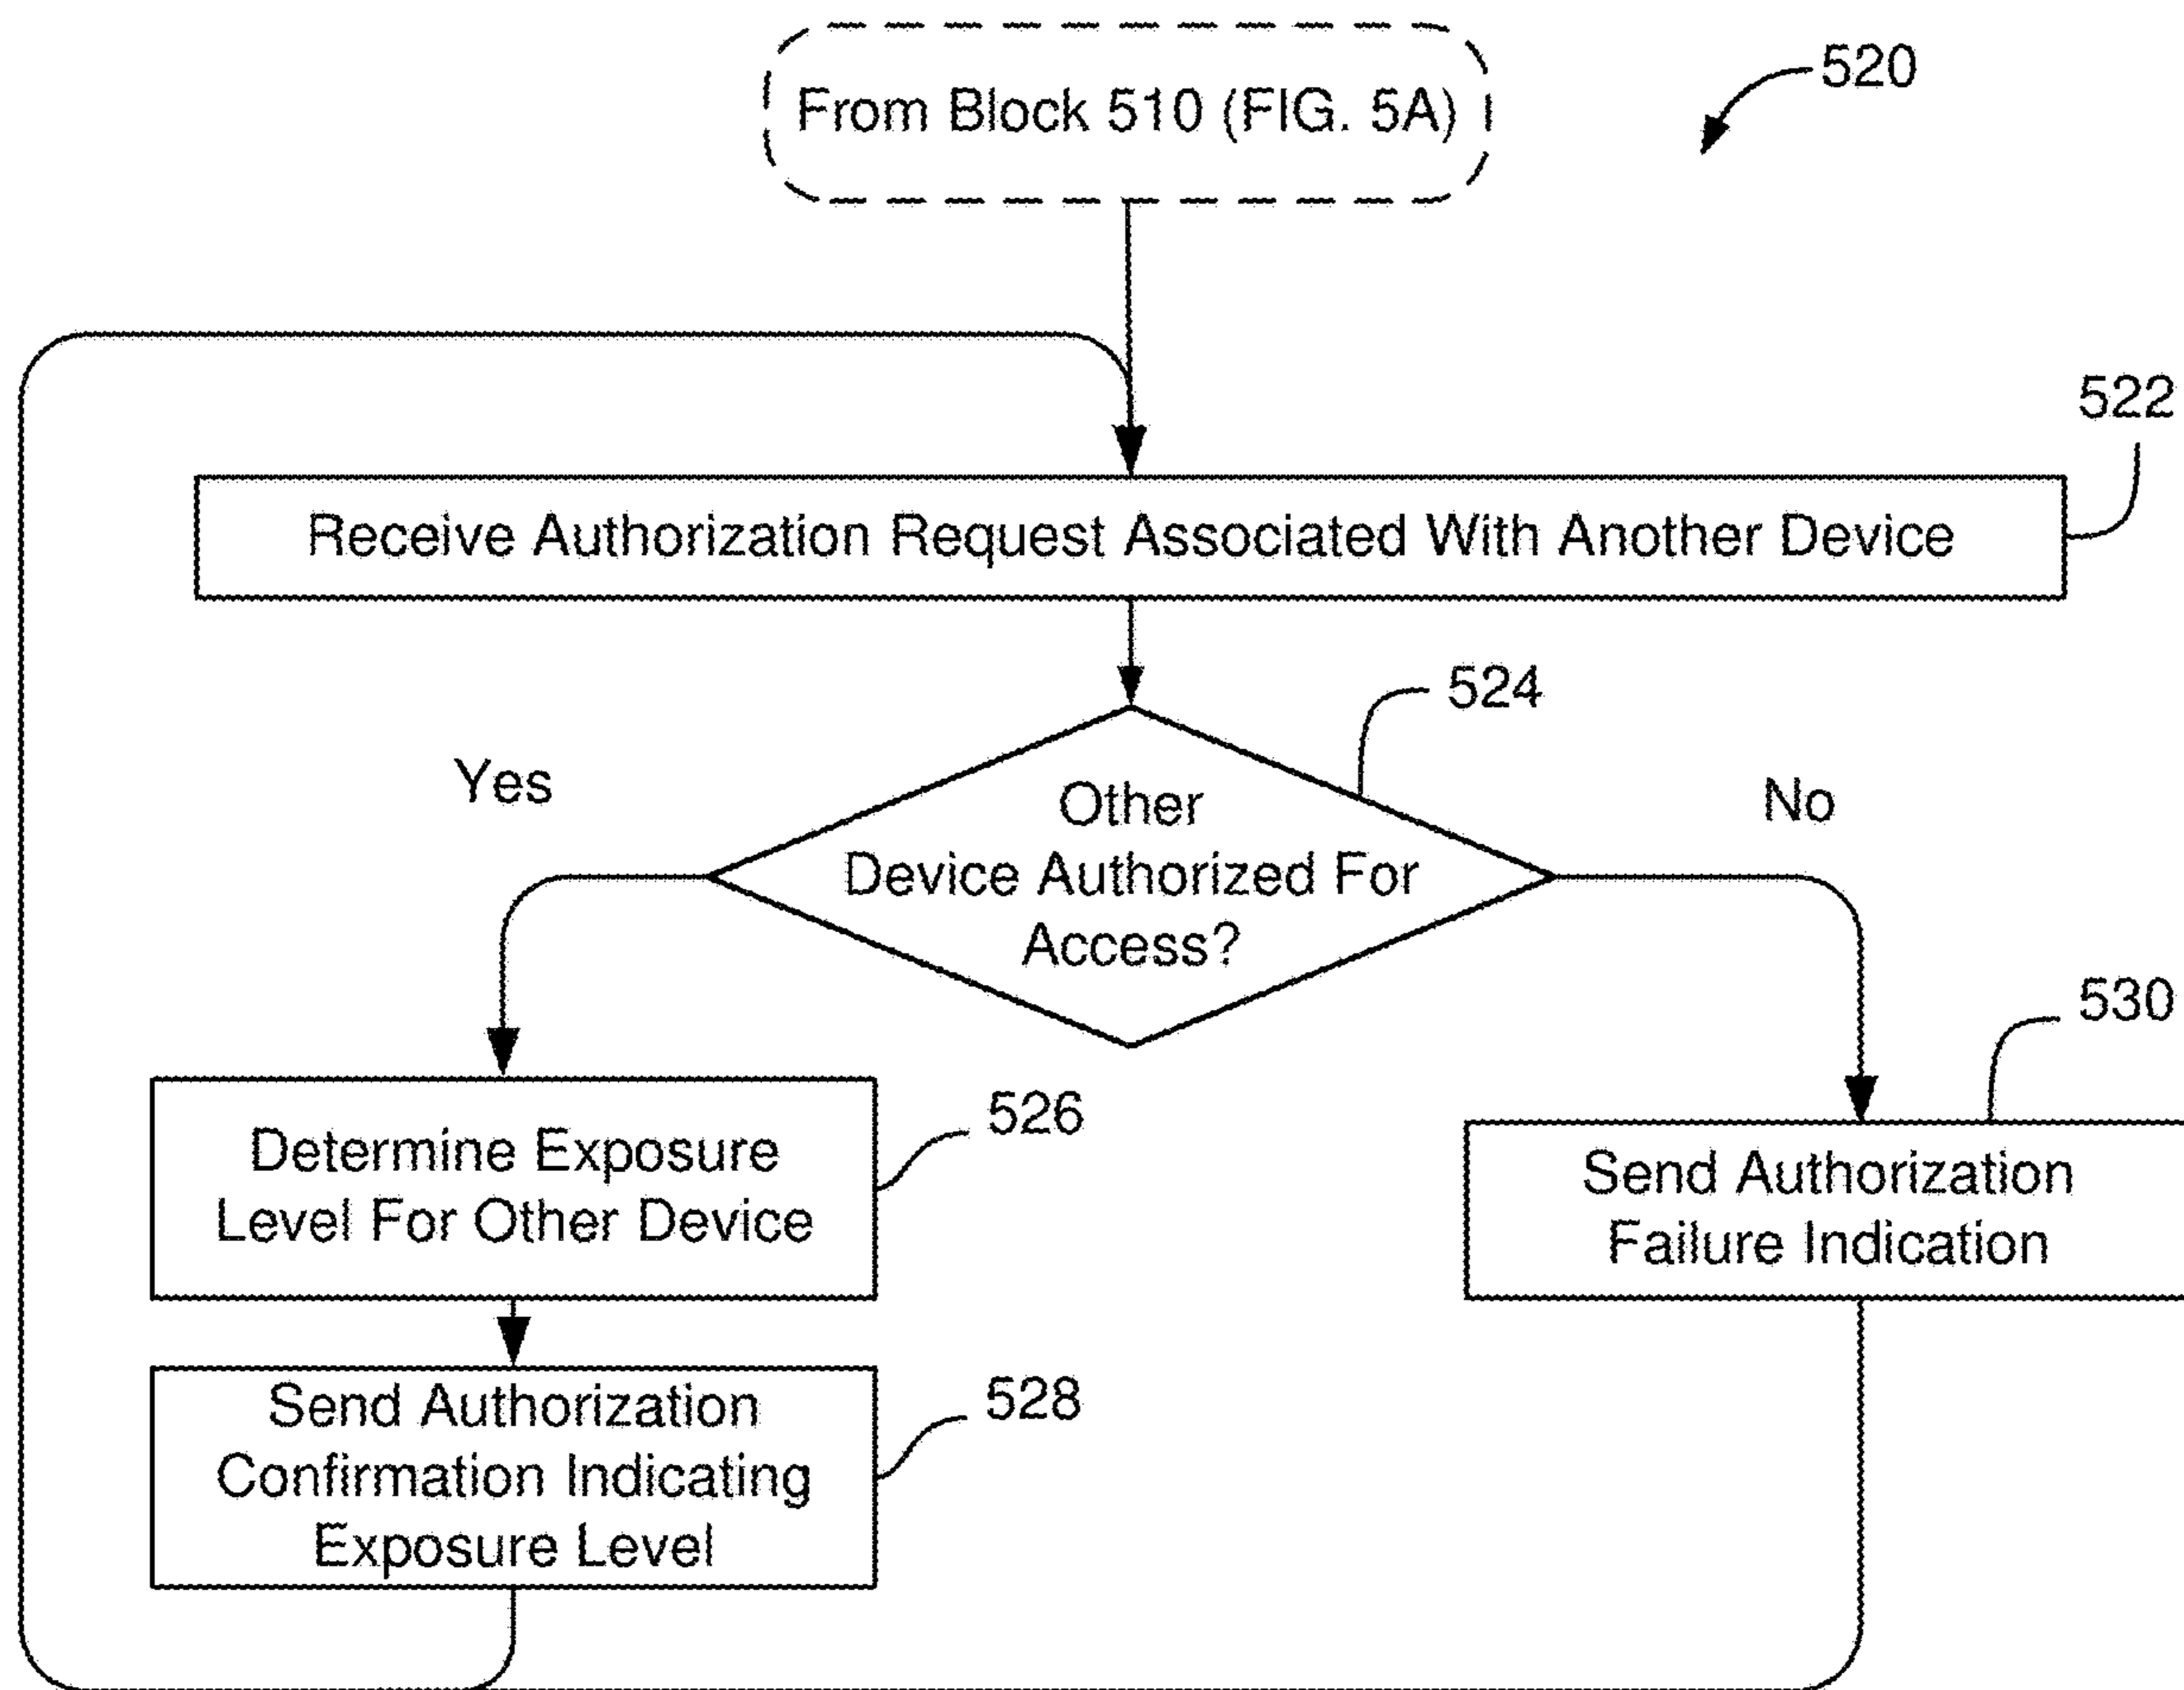 From Block 510 (FIG. 5A)
520
522
Receive Authorization Request Associated With Another Device
524
Yes
Other
Device Authorized For
Access?
No
526
Determine Exposure
Level For Other Device
530
Send Authorization
Failure Indication
528
Send Authorization
Confirmation Indicating
Exposure Level